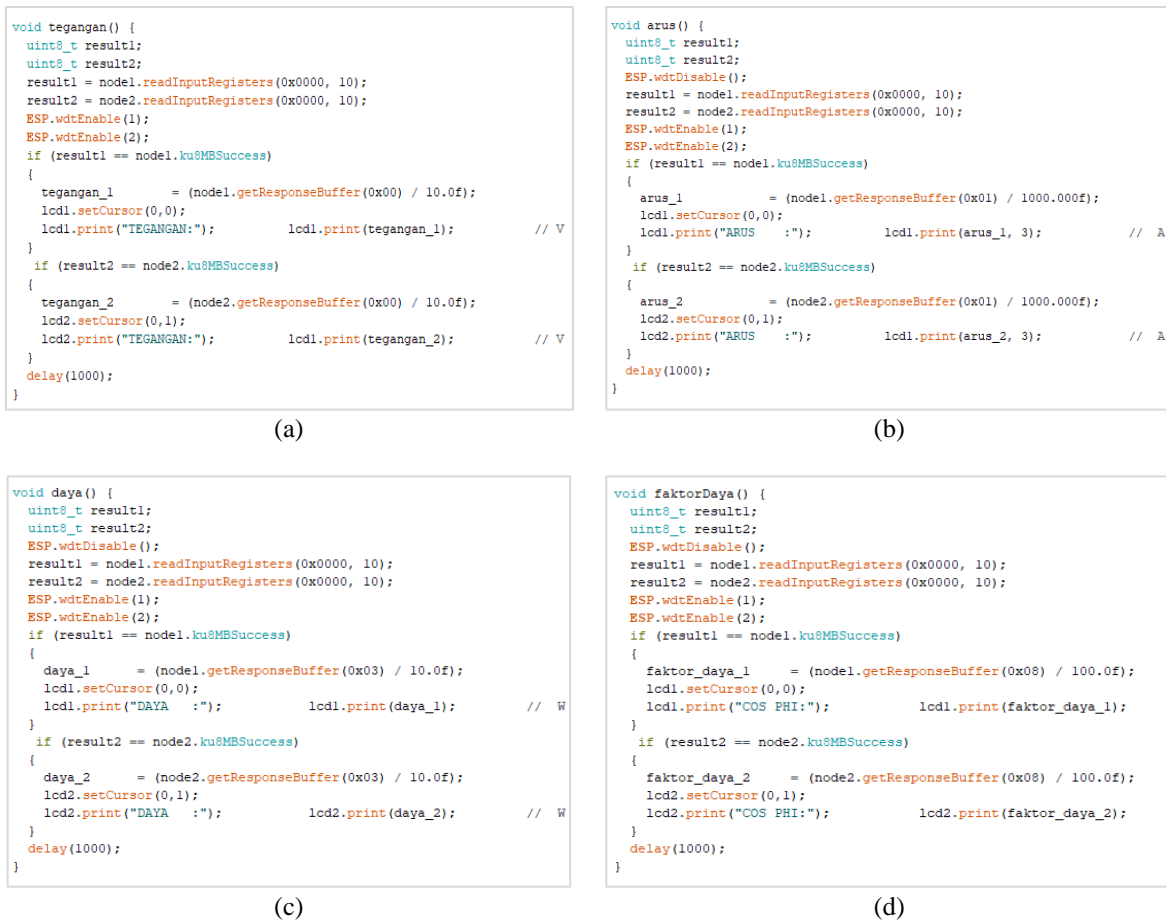 void tegangan() {
uint8_t result1;
uint8_t result2;
result1 = node1.readInputRegisters(0x0000, 10);
result2 = node2.readInputRegisters(0x0000, 10);
ESP.wdtEnable(1);
ESP.wdtEnable(2);
if (result1 == node1.ku8MBSuccess)
{
tegangan_1 = (node1.getResponseBuffer(0x00) / 10.0f);
lcd1.setCursor(0,0);
lcd1.print("TEGANGAN:"); lcd1.print(tegangan_1); // V
}
if (result2 == node2.ku8MBSuccess)
{
tegangan_2 = (node2.getResponseBuffer(0x00) / 10.0f);
lcd2.setCursor(0,1);
lcd2.print("TEGANGAN:"); lcd1.print(tegangan_2); // V
}
delay(1000);
}
(a)
void arus() {
uint8_t result1;
uint8_t result2;
ESP.wdtDisable();
result1 = node1.readInputRegisters(0x0000, 10);
result2 = node2.readInputRegisters(0x0000, 10);
ESP.wdtEnable(1);
ESP.wdtEnable(2);
if (result1 == node1.ku8MBSuccess)
{
arus_1 = (node1.getResponseBuffer(0x01) / 1000.000f);
lcd1.setCursor(0,0);
lcd1.print("ARUS :"); lcd1.print(arus_1, 3); // A
}
if (result2 == node2.ku8MBSuccess)
{
arus_2 = (node2.getResponseBuffer(0x01) / 1000.000f);
lcd2.setCursor(0,1);
lcd2.print("ARUS :"); lcd1.print(arus_2, 3); // A
}
delay(1000);
}
(b)
void daya() {
uint8_t result1;
uint8_t result2;
ESP.wdtDisable();
result1 = node1.readInputRegisters(0x0000, 10);
result2 = node2.readInputRegisters(0x0000, 10);
ESP.wdtEnable(1);
ESP.wdtEnable(2);
if (result1 == node1.ku8MBSuccess)
{
daya_1 = (node1.getResponseBuffer(0x03) / 10.0f);
lcd1.setCursor(0,0);
lcd1.print("DAYA :"); lcd1.print(daya_1); // W
}
if (result2 == node2.ku8MBSuccess)
{
daya_2 = (node2.getResponseBuffer(0x03) / 10.0f);
lcd2.setCursor(0,1);
lcd2.print("DAYA :"); lcd2.print(daya_2); // W
}
delay(1000);
}
(c)
void faktorDaya() {
uint8_t result1;
uint8_t result2;
ESP.wdtDisable();
result1 = node1.readInputRegisters(0x0000, 10);
result2 = node2.readInputRegisters(0x0000, 10);
ESP.wdtEnable(1);
ESP.wdtEnable(2);
if (result1 == node1.ku8MBSuccess)
{
faktor_daya_1 = (node1.getResponseBuffer(0x08) / 100.0f);
lcd1.setCursor(0,0);
lcd1.print("COS PHI:"); lcd1.print(faktor_daya_1);
}
if (result2 == node2.ku8MBSuccess)
{
faktor_daya_2 = (node2.getResponseBuffer(0x08) / 100.0f);
lcd2.setCursor(0,1);
lcd2.print("COS PHI:"); lcd2.print(faktor_daya_2);
}
delay(1000);
}
(d)